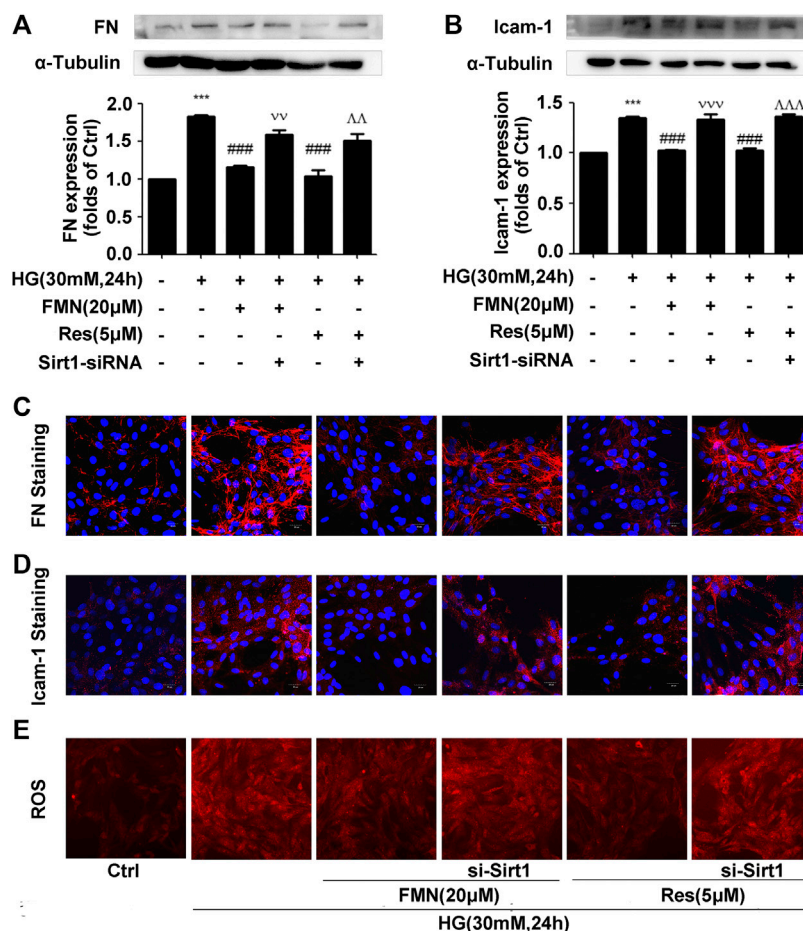 A
FN
α-Tubulin
FN expression
(folds of Ctrl)
2.0
1.5
1.0
0.5
0.0
***
###
νν
###
ΛΛ
HG(30mM,24h) - + + + + +
FMN(20μM) - - + + - -
Res(5μM) - - - - + +
Sirt1-siRNA - - - + - +
B
Icam-1
α-Tubulin
Icam-1 expression
(folds of Ctrl)
1.5
1.0
0.5
0.0
***
###
ννν
###
ΛΛΛ
HG(30mM,24h) - + + + + +
FMN(20μM) - - + + - -
Res(5μM) - - - - + +
Sirt1-siRNA - - - + - +
C
FN Staining
D
Icam-1 Staining
E
ROS
Ctrl
si-Sirt1
si-Sirt1
FMN(20μM)
Res(5μM)
HG(30mM,24h)